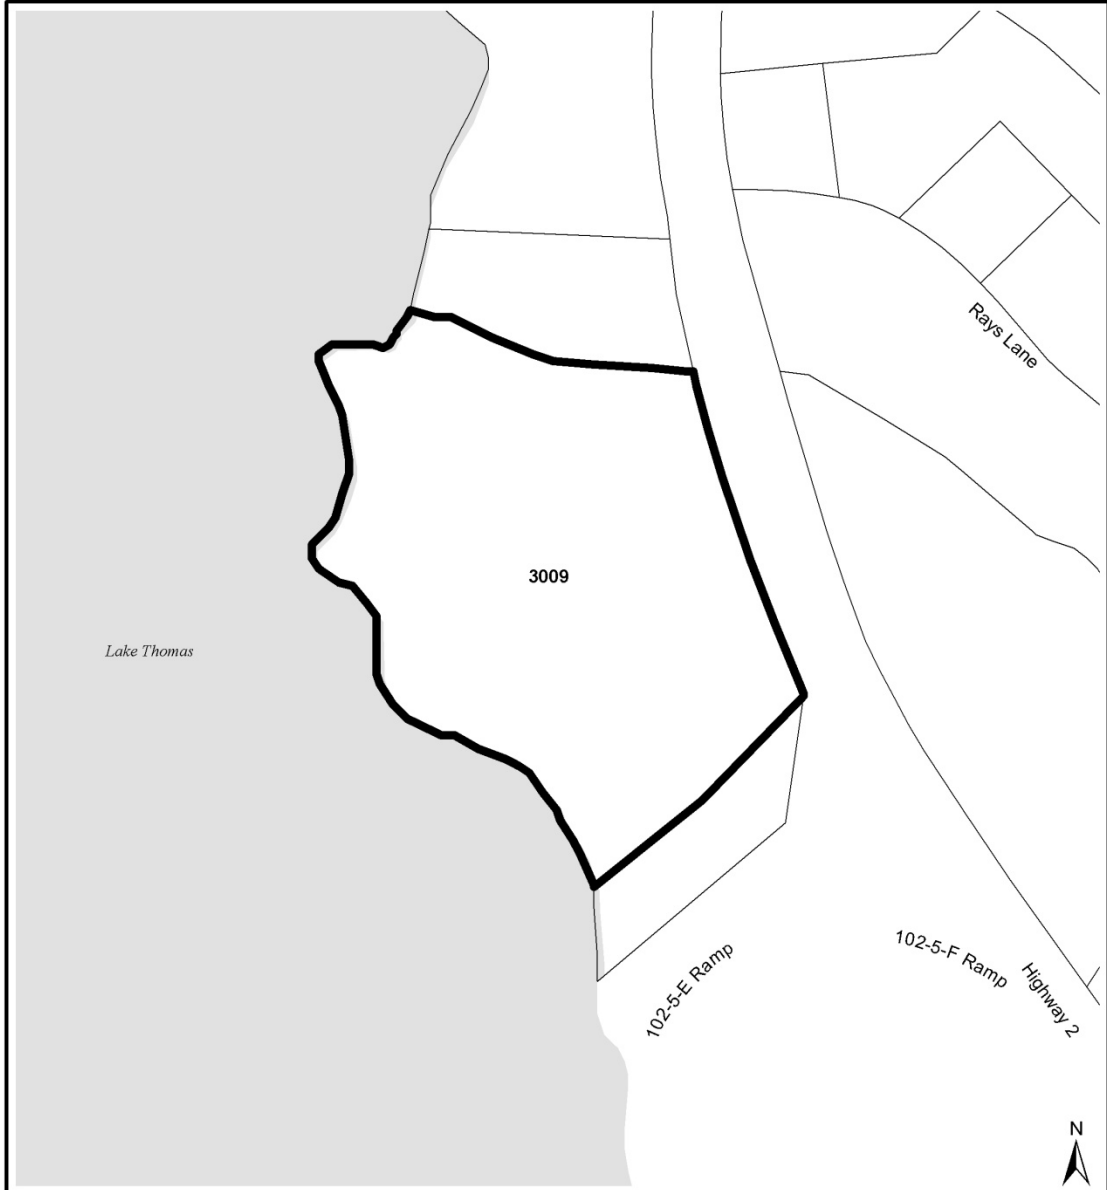 Rays Lane
3009
Lake Thomas
102-5-E Ramp
102-5-F Ramp
Highway 2
N